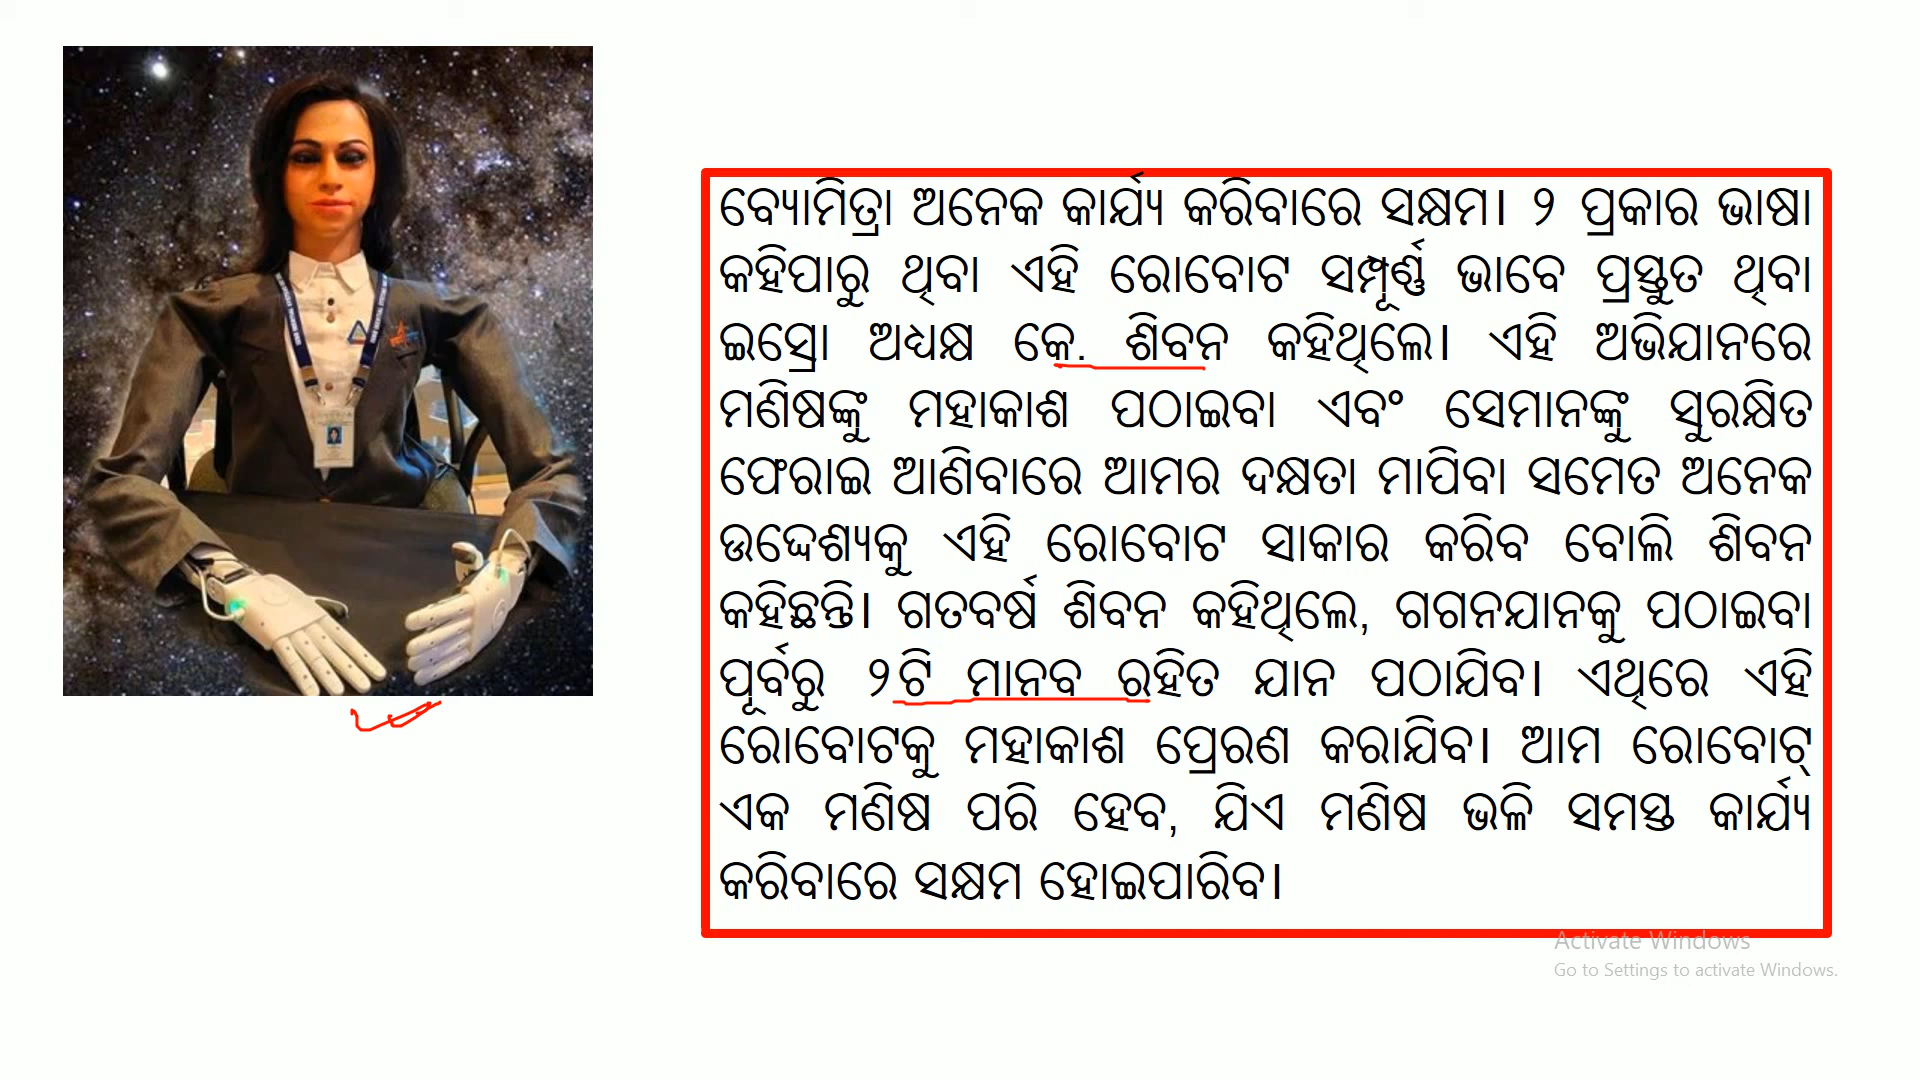 ବ୍ୟୋମିତ୍ରା ଅନେକ କାର୍ଯ୍ୟ କରିବାରେ ସକ୍ଷମ। ୨ ପ୍ରକାର ଭାଷା
କହିପାରୁ ଥିବା ଏହି ରୋବୋଟ ସମ୍ପୂର୍ଣ୍ଣ ଭାବେ ପ୍ରସ୍ତୁତ ଥିବା
ଇସ୍ରୋ ଅଧ୍ୟକ୍ଷ କେ. ଶିବନ କହିଥିଲେ। ଏହି ଅଭିଯାନରେ
ମଣିଷଙ୍କୁ ମହାକାଶ ପଠାଇବା ଏବଂ ସେମାନଙ୍କୁ ସୁରକ୍ଷିତ
ଫେରାଇ ଆଣିବାରେ ଆମର ଦକ୍ଷତା ମାପିବା ସମେତ ଅନେକ
ଉଦ୍ଦେଶ୍ୟକୁ ଏହି ରୋବୋଟ ସାକାର କରିବ ବୋଲି ଶିବନ
କହିଛନ୍ତି। ଗତବର୍ଷ ଶିବନ କହିଥିଲେ, ଗଗନଯାନକୁ ପଠାଇବା
ପୂର୍ବରୁ ୨ଟି ମାନବ ରହିତ ଯାନ ପଠାଯିବ। ଏଥିରେ ଏହି
ରୋବୋଟକୁ ମହାକାଶ ପ୍ରେରଣ କରାଯିବ। ଆମ ରୋବୋଟ୍
ଏକ ମଣିଷ ପରି ହେବ, ଯିଏ ମଣିଷ ଭଳି ସମସ୍ତ କାର୍ଯ୍ୟ
କରିବାରେ ସକ୍ଷମ ହୋଇପାରିବ।
Activate Windows
Go to Settings to activate Windows.